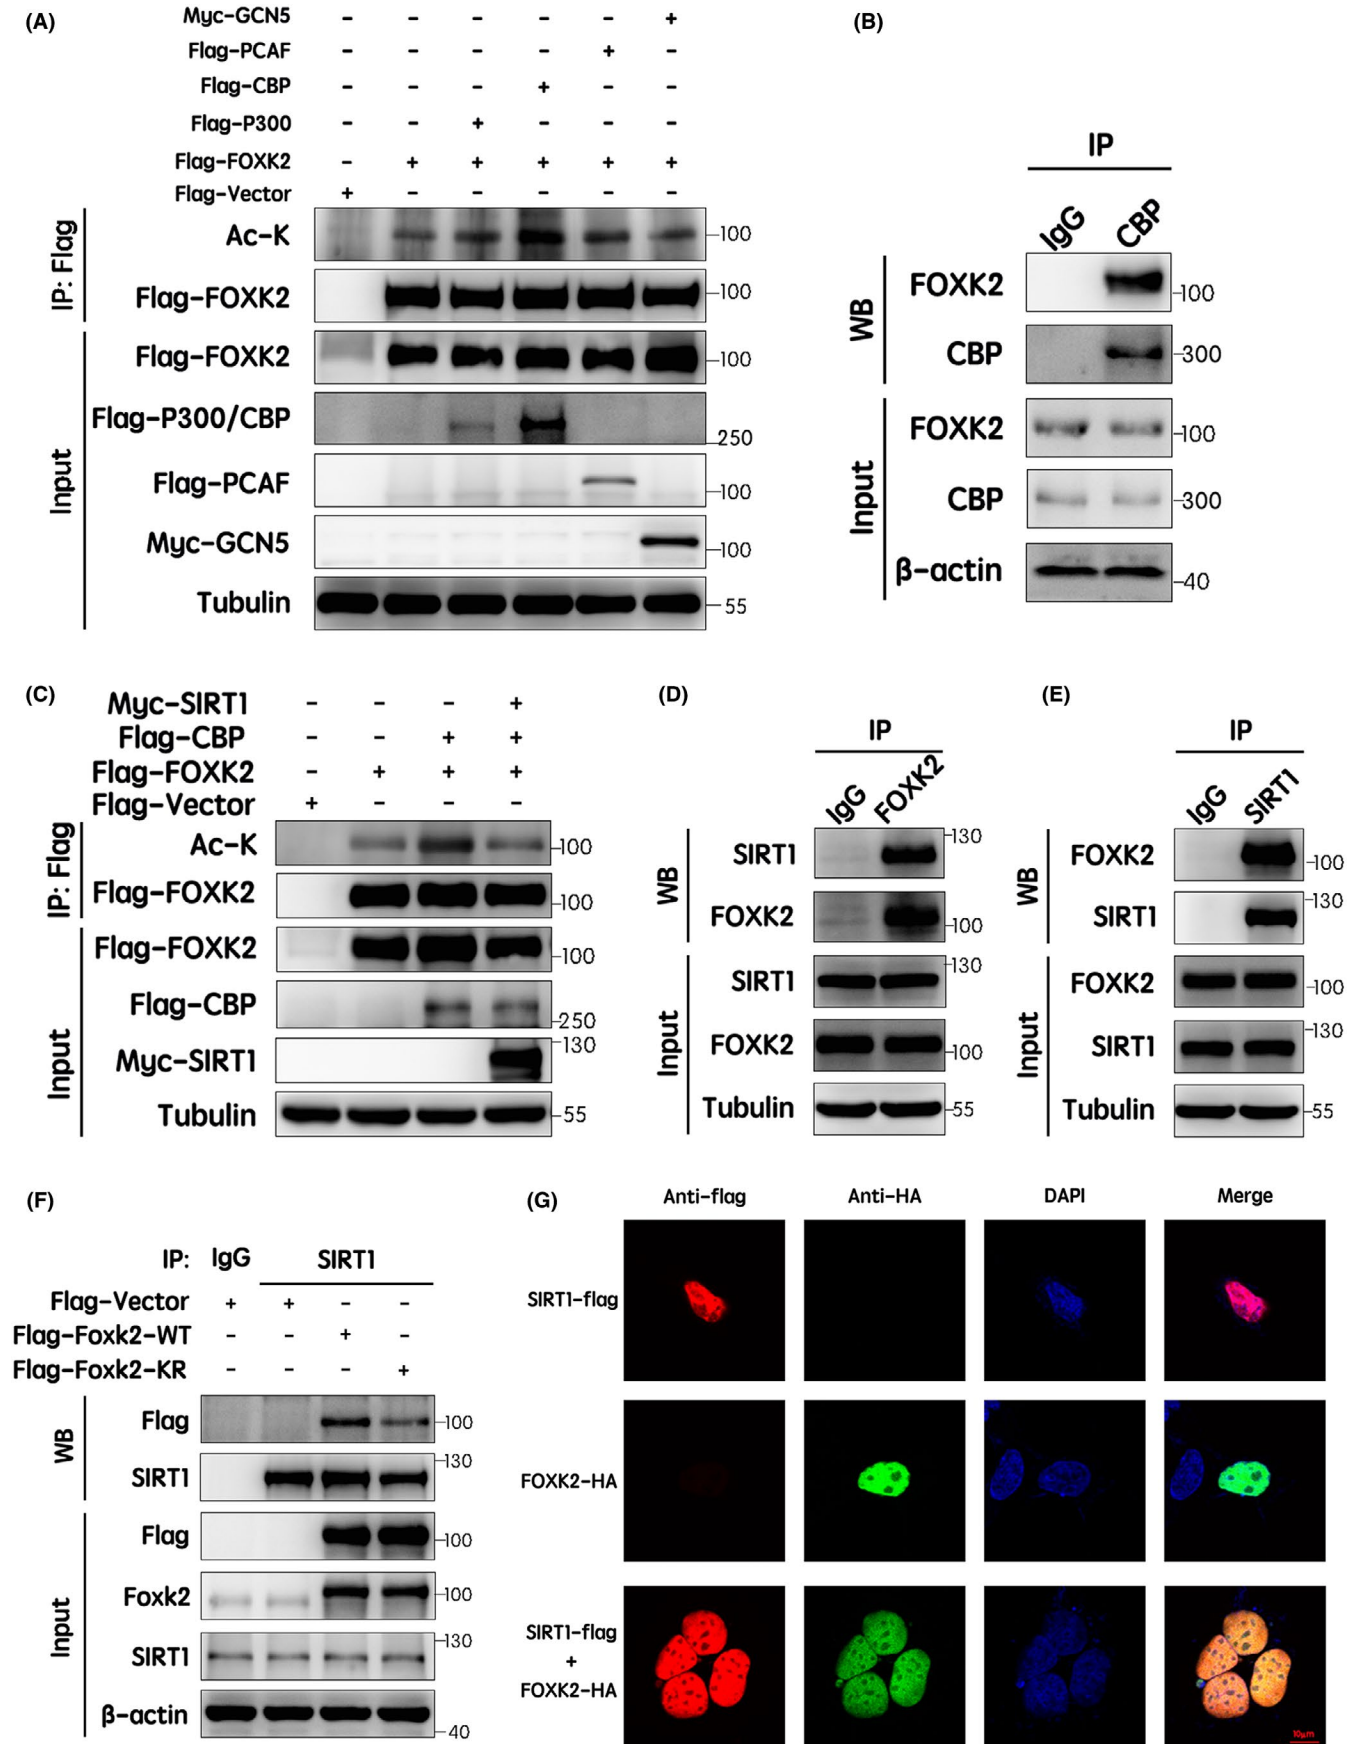 (A)
Myc-GCN5 - - - - - +
Flag-PCAF - - - - + -
Flag-CBP - - - + - -
Flag-P300 - - + - - -
Flag-FOXK2 - + + + + +
Flag-Vector + - - - - -
IP: Flag
Ac-K -100
Flag-FOXK2 -100
Input
Flag-FOXK2 -100
Flag-P300/CBP 250
Flag-PCAF -100
Myc-GCN5 -100
Tubulin -55
(B)
IP
IgG CBP
WB
FOXK2 -100
CBP -300
Input
FOXK2 -100
CBP -300
β-actin -40
(C)
Myc-SIRT1 - - - +
Flag-CBP - - + +
Flag-FOXK2 - + + +
Flag-Vector + - - -
IP: Flag
Ac-K -100
Flag-FOXK2 -100
Input
Flag-FOXK2 -100
Flag-CBP -250
Myc-SIRT1 -130
Tubulin -55
(D)
IP
IgG FOXK2
WB
SIRT1 -130
FOXK2 -100
Input
SIRT1 -130
FOXK2 -100
Tubulin -55
(E)
IP
IgG SIRT1
WB
FOXK2 -100
SIRT1 -130
Input
FOXK2 -100
SIRT1 -130
Tubulin -55
(F)
IP: IgG SIRT1
Flag-Vector + + - -
Flag-Foxk2-WT - - + -
Flag-Foxk2-KR - - - +
WB
Flag -100
SIRT1 -130
Input
Flag -100
Foxk2 -100
SIRT1 -130
β-actin -40
(G)
Anti-flag Anti-HA DAPI Merge
SIRT1-flag
FOXK2-HA
SIRT1-flag
+
FOXK2-HA
10μm